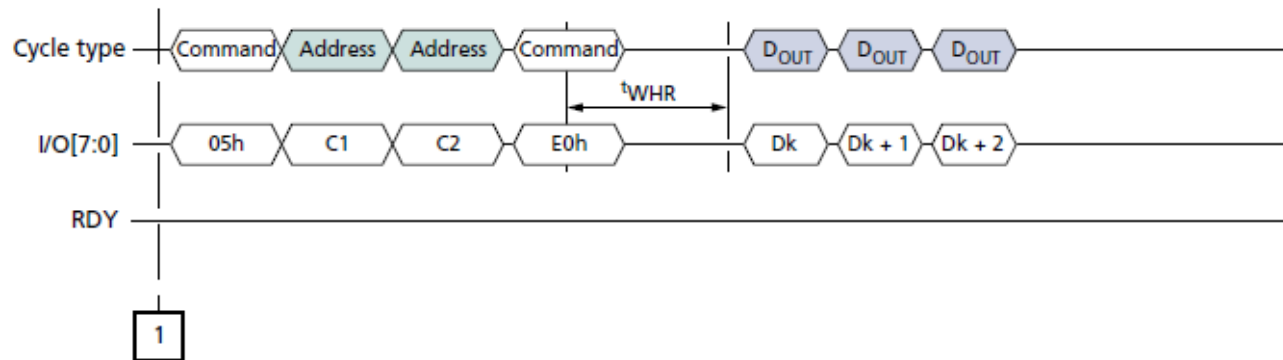 Cycle type Command Address Address Command DOUT DOUT DOUT
tWHR
I/O[7:0] 05h C1 C2 E0h Dk Dk + 1 Dk + 2
RDY
1